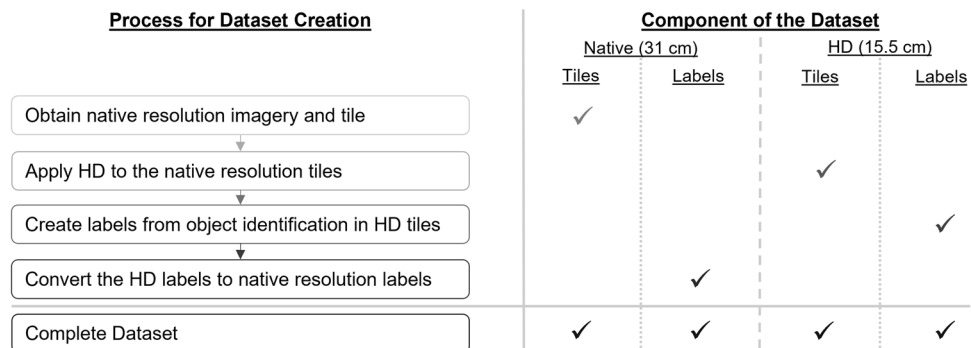 Process for Dataset Creation
Component of the Dataset
Native (31 cm)
HD (15.5 cm)
Tiles
Labels
Tiles
Labels
Obtain native resolution imagery and tile
Apply HD to the native resolution tiles
Create labels from object identification in HD tiles
Convert the HD labels to native resolution labels
Complete Dataset